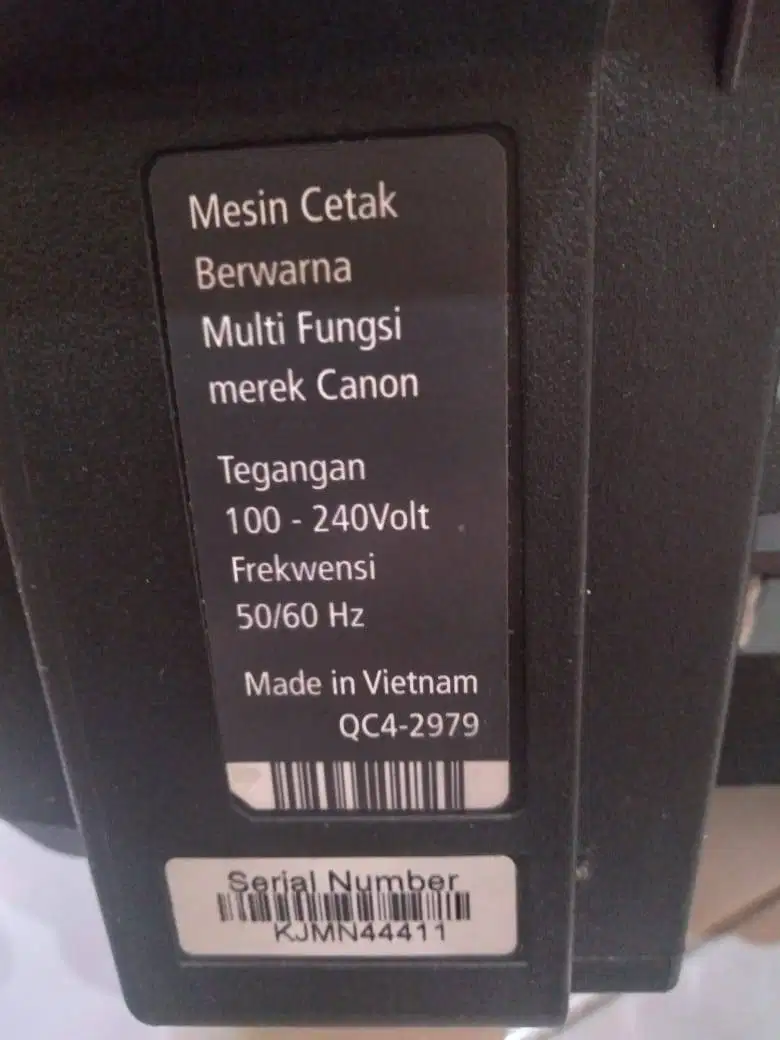 Mesin Cetak
Berwarna
Multi Fungsi
merek Canon
Tegangan
100 - 240Volt
Frekwensi
50/60 Hz
Made in Vietnam
QC4-2979
Serial Number
KJMN44411